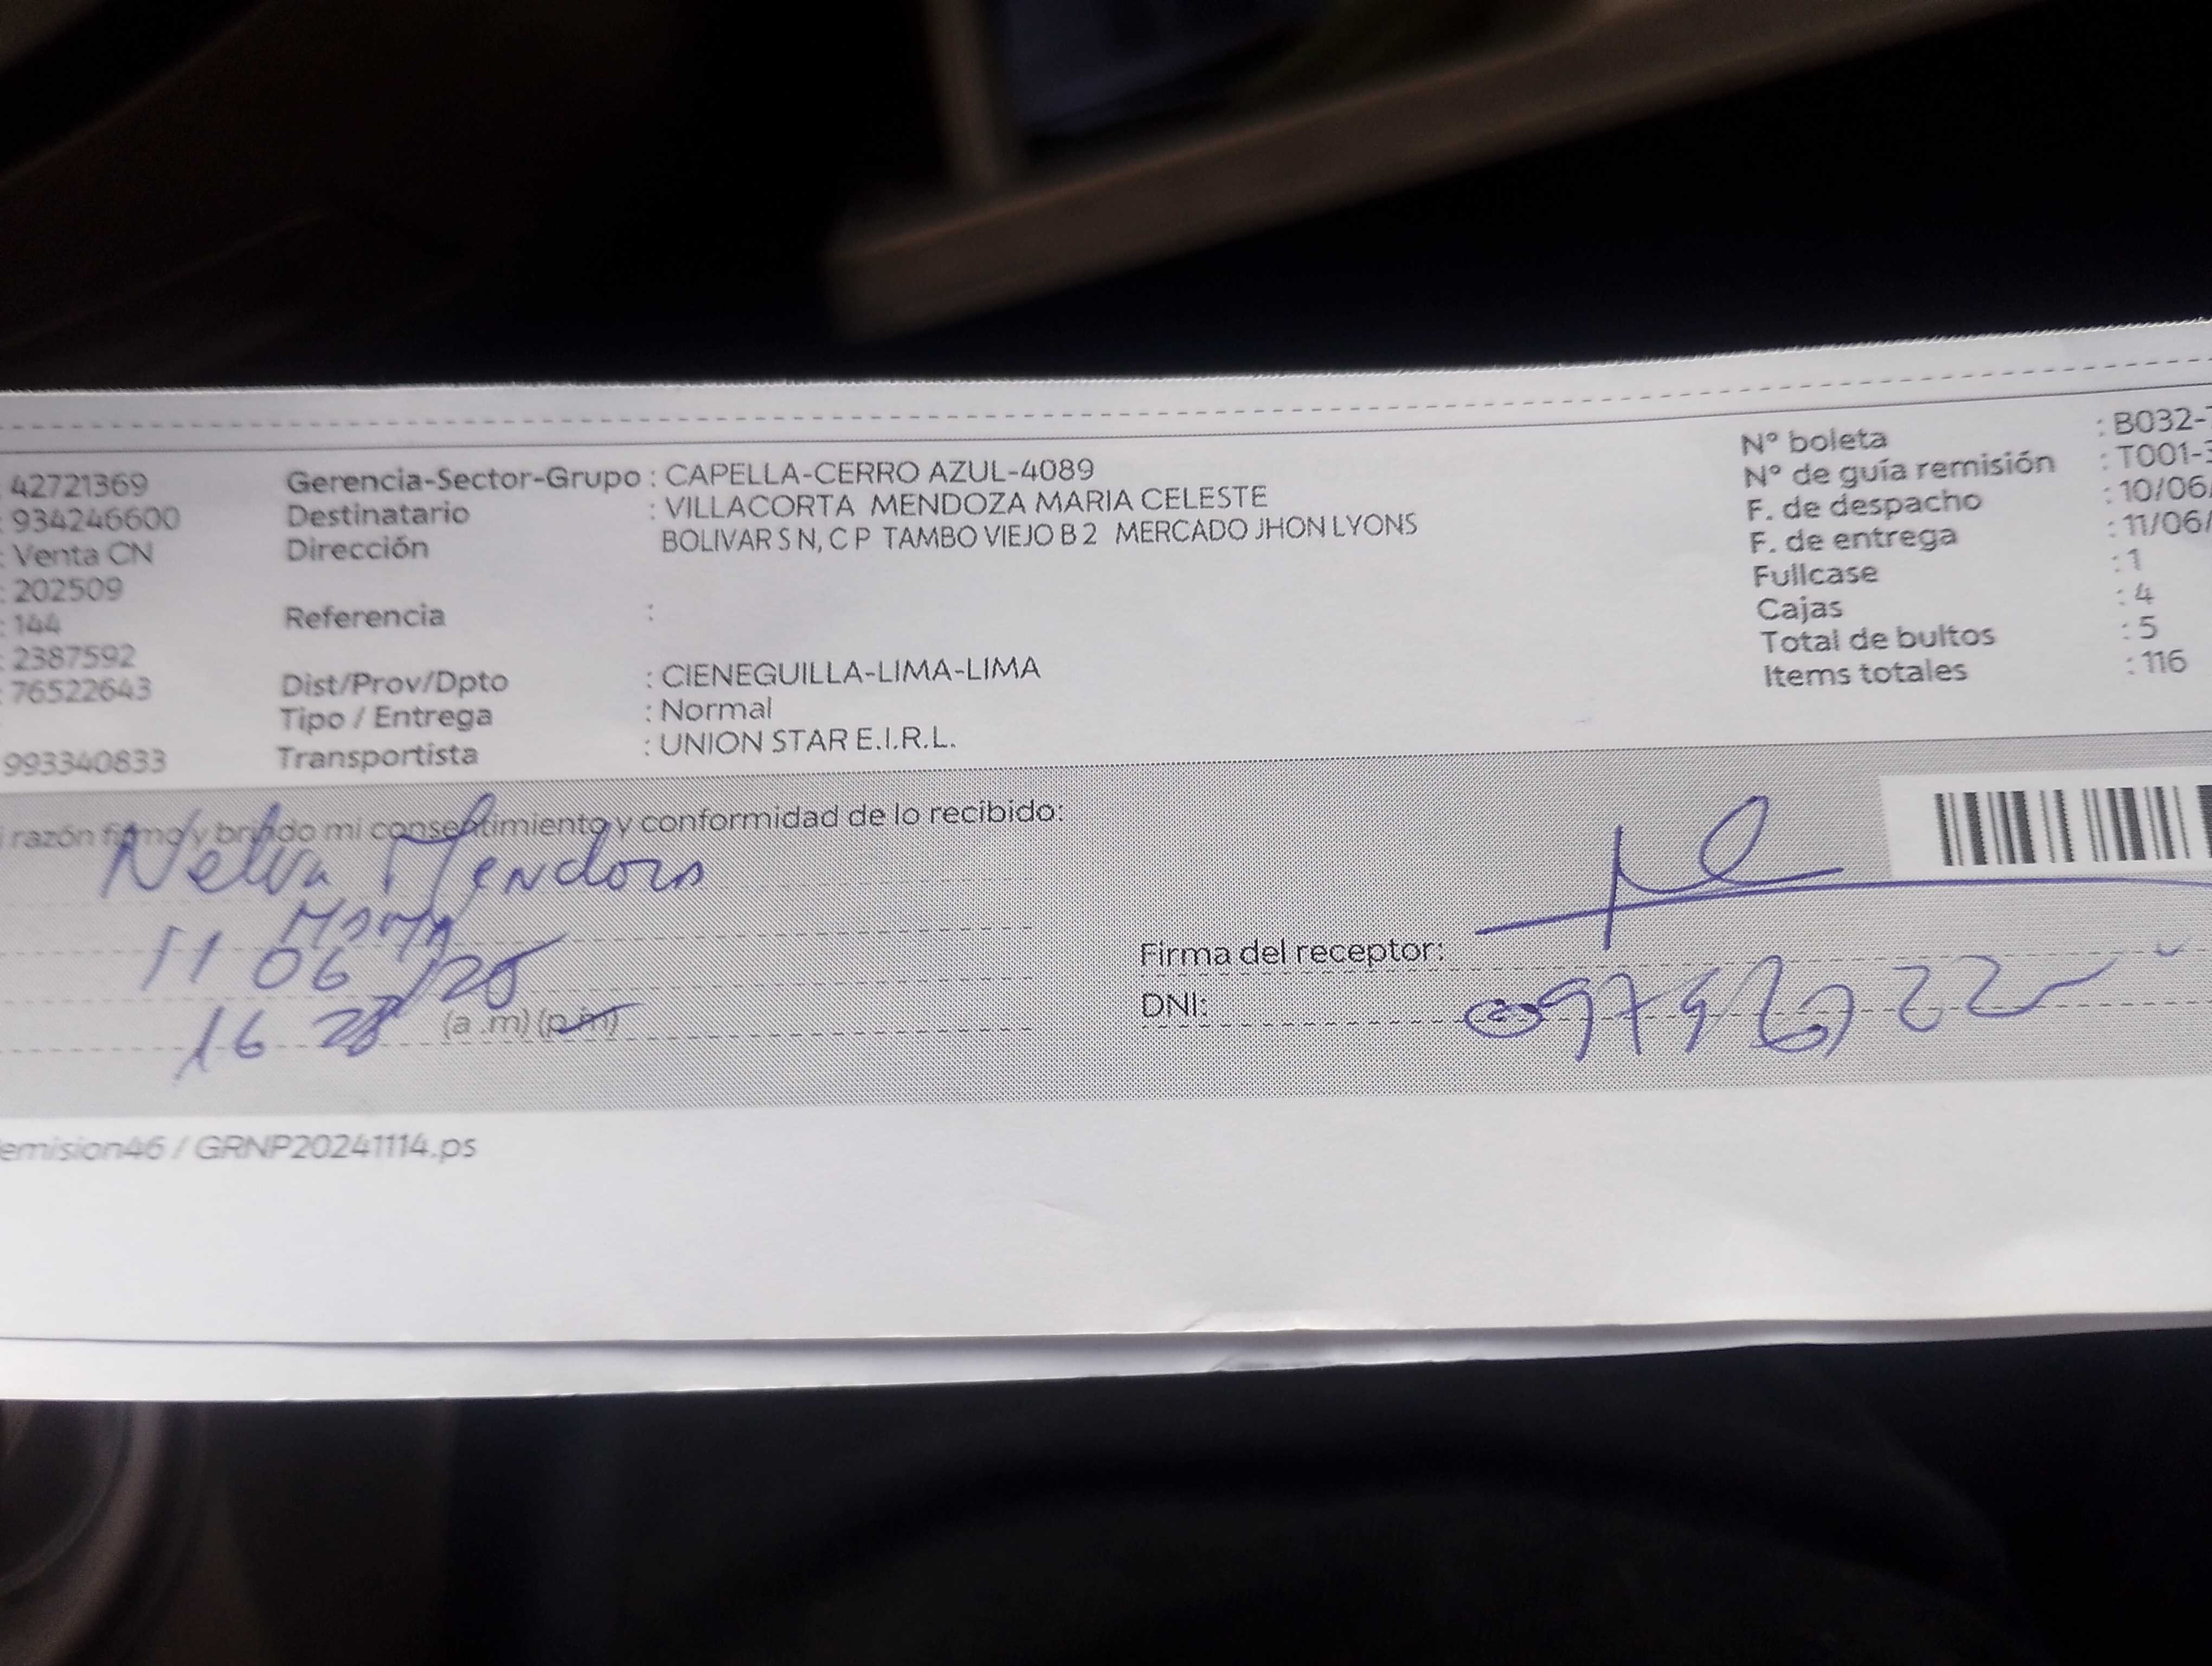 : 42721369
: 934246600
: Venta CN
: 202509
: 144
: 2387592
: 76522643
993340833
Gerencia-Sector-Grupo : CAPELLA-CERRO AZUL-4089
Destinatario : VILLACORTA MENDOZA MARIA CELESTE
Dirección BOLIVAR S N, C P TAMBO VIEJO B 2 MERCADO JHON LYONS
Referencia :
Dist/Prov/Dpto : CIENEGUILLA-LIMA-LIMA
Tipo / Entrega : Normal
Transportista : UNION STAR E.I.R.L.
N° boleta : B032-
N° de guía remisión : T001-
F. de despacho : 10/06/
F. de entrega : 11/06/
Fullcase : 1
Cajas : 4
Total de bultos : 5
Items totales : 116
razón firmo y brindo mi consentimiento y conformidad de lo recibido:
Mendoza
Mama
11 06 /25
16 28 (a.m) (p.m)
Firma del receptor:
DNI:
emision46 / GRNP20241114.ps